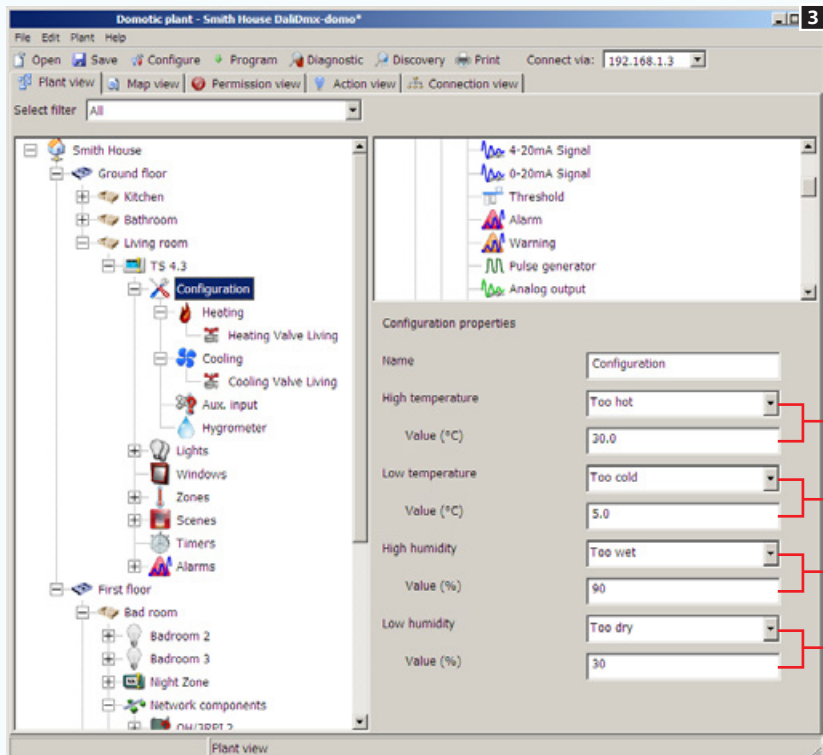 Domotic plant - Smith House DaliDmx-domo*
3
File Edit Plant Help
Open Save Configure Program Diagnostic Discovery Print Connect via: 192.168.1.3
Plant view Map view Permission view Action view Connection view
Select filter All
Smith House
Ground floor
Kitchen
Bathroom
Living room
TS 4.3
Configuration
Heating
Heating Valve Living
Cooling
Cooling Valve Living
Aux. input
Hygrometer
Lights
Windows
Zones
Scenes
Timers
Alarms
First floor
Bad room
Badroom 2
Badroom 3
Night Zone
Network components
4-20mA Signal
0-20mA Signal
Threshold
Alarm
Warning
Pulse generator
Analog output
Configuration properties
Name Configuration
High temperature Too hot
Value (°C) 30.0
Low temperature Too cold
Value (°C) 5.0
High humidity Too wet
Value (%) 90
Low humidity Too dry
Value (%) 30
Plant view